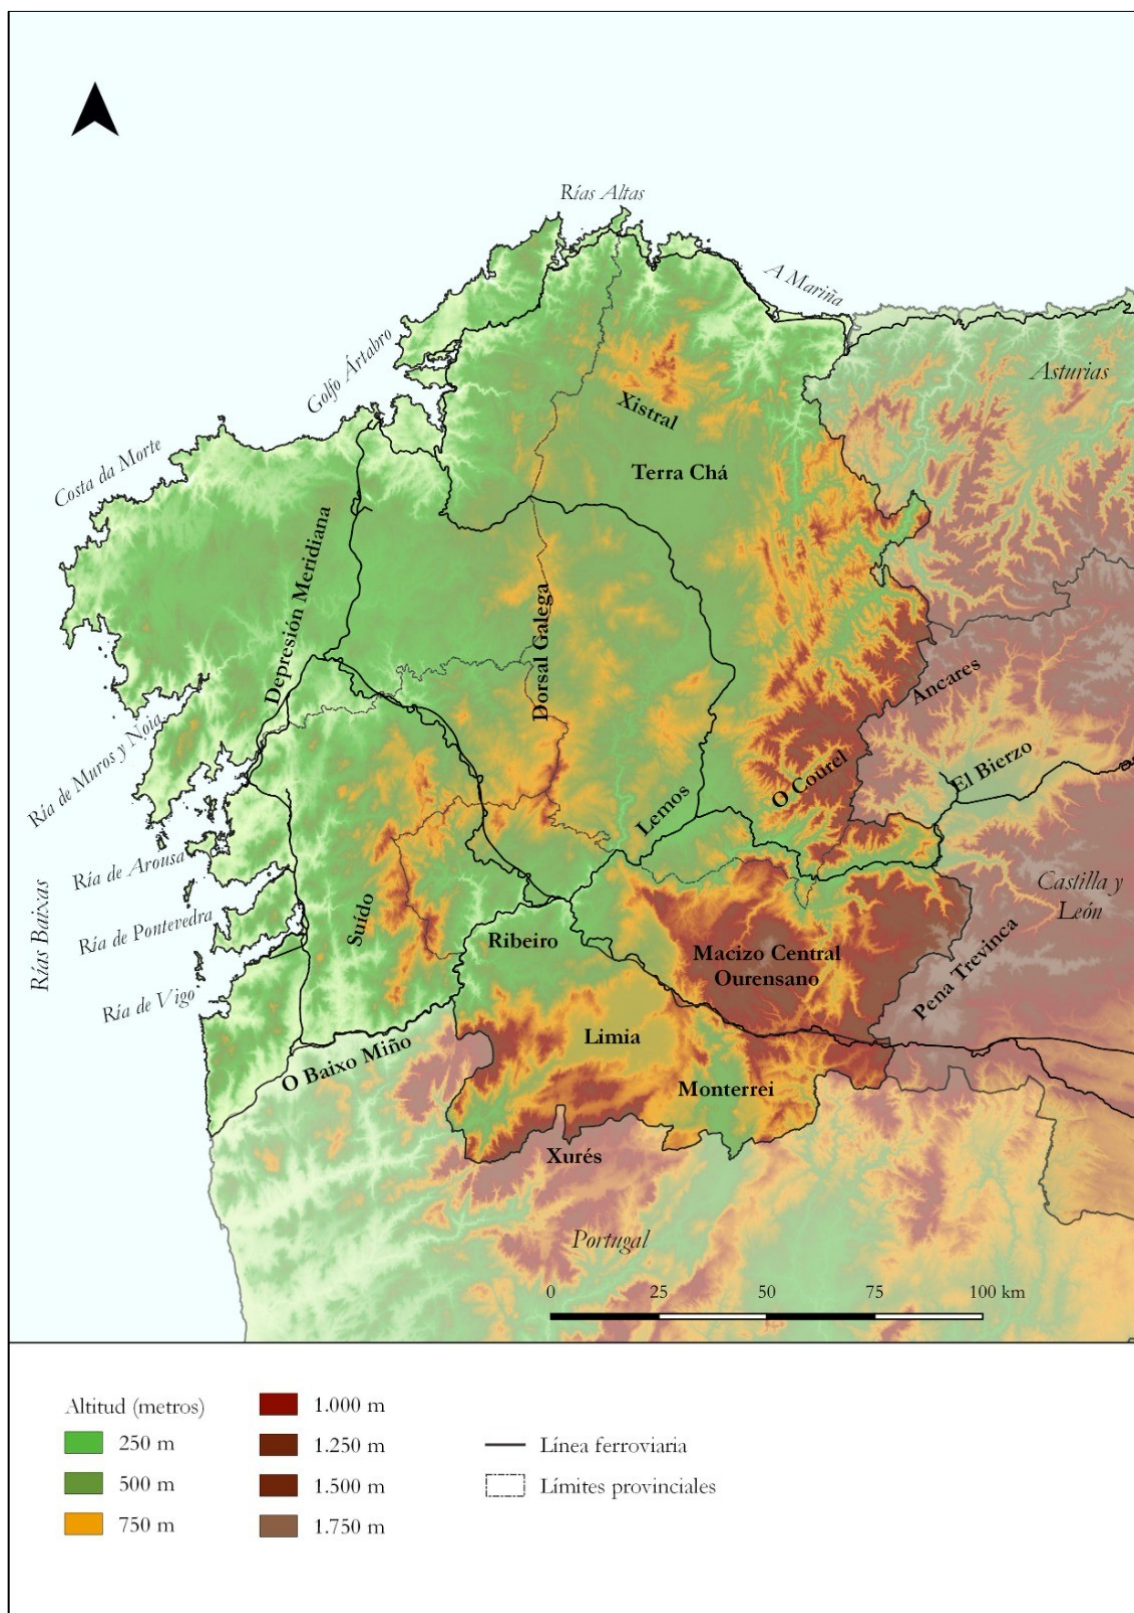 Rías Altas
A Mariña
Golfo Ártabro
Asturias
Xistral
Costa da Morte
Terra Chá
Depresión Meridiana
Dorsal Galega
Ancares
Ría de Muros y Noia
El Bierzo
O Courel
Lemos
Ría de Arousa
Castilla y
León
Rías Baixas
Ría de Pontevedra
Suído
Ribeiro
Macizo Central
Ourensano
Pena Trevinca
Ría de Vigo
Limia
O Baixo Miño
Monterrei
Xurés
Portugal
0 25 50 75 100 km
Altitud (metros)
250 m
500 m
750 m
1.000 m
1.250 m
1.500 m
1.750 m
Línea ferroviaria
Límites provinciales